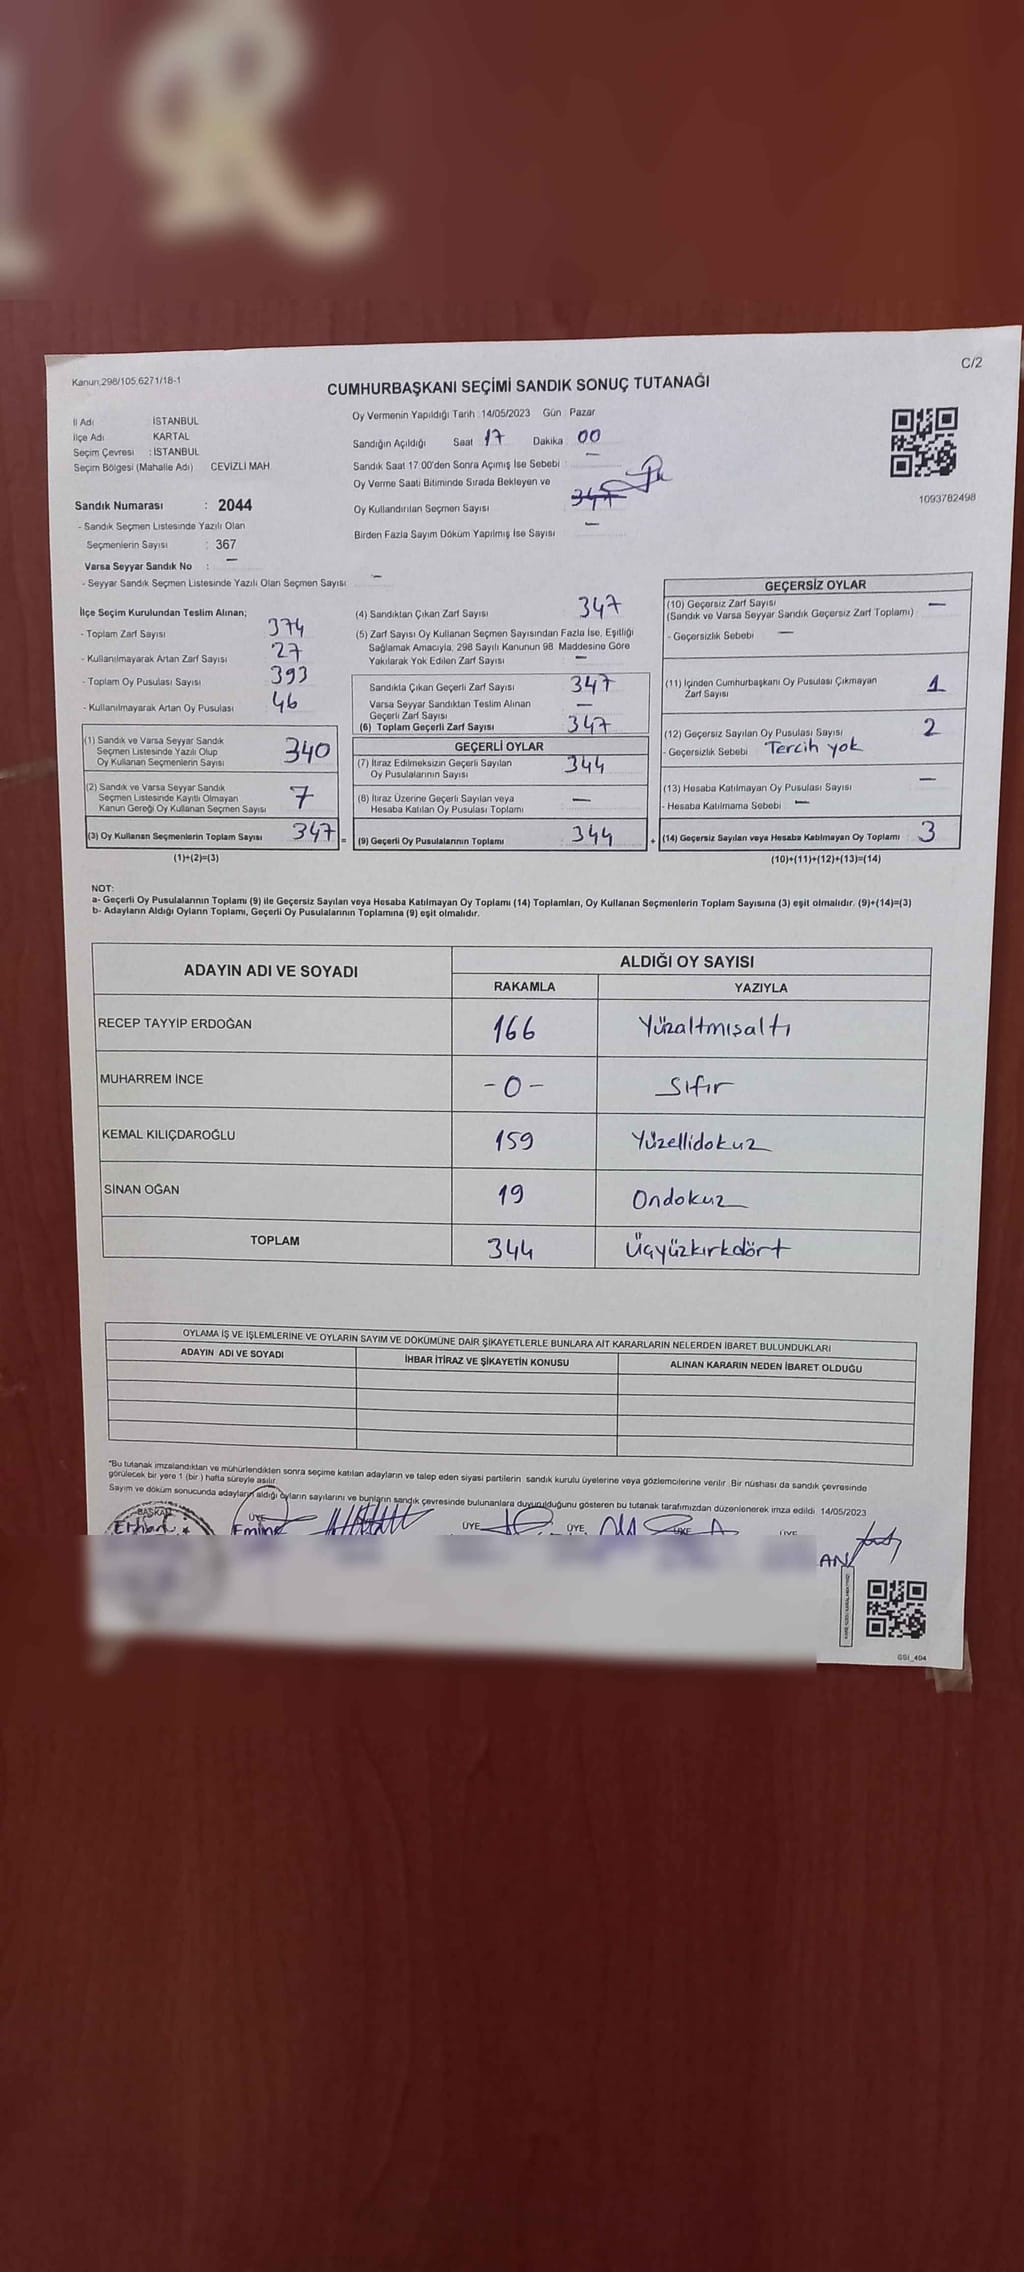 Kanun,298/105,6271/18-1
C/2
CUMHURBAŞKANI SEÇİMİ SANDIK SONUÇ TUTANAĞI
İl Adı İSTANBUL
İlçe Adı KARTAL
Seçim Çevresi : İSTANBUL
Seçim Bölgesi (Mahalle Adı) CEVİZLİ MAH
Sandık Numarası : 2044
- Sandık Seçmen Listesinde Yazılı Olan
Seçmenlerin Sayısı : 367
Varsa Seyyar Sandık No : —
- Seyyar Sandık Seçmen Listesinde Yazılı Olan Seçmen Sayısı —
Oy Vermenin Yapıldığı Tarih : 14/05/2023 Gün : Pazar
Sandığın Açıldığı Saat 17 Dakika 00
Sandık Saat 17 00'den Sonra Açımış İse Sebebi : —
Oy Verme Saati Bitiminde Sırada Bekleyen ve
Oy Kullandırılan Seçmen Sayısı 347
Birden Fazla Sayım Döküm Yapılmış İse Sayısı —
1093782498
İlçe Seçim Kurulundan Teslim Alınan;
- Toplam Zarf Sayısı 374
- Kullanılmayarak Artan Zarf Sayısı 27
- Toplam Oy Pusulası Sayısı 393
- Kullanılmayarak Artan Oy Pusulası 46
(1) Sandık ve Varsa Seyyar Sandık
Seçmen Listesinde Yazılı Olup
Oy Kullanan Seçmenlerin Sayısı 340
(2) Sandık ve Varsa Seyyar Sandık
Seçmen Listesinde Kayıtlı Olmayan
Kanun Gereği Oy Kullanan Seçmen Sayısı 7
(3) Oy Kullanan Seçmenlerin Toplam Sayısı 347 =
(1)+(2)=(3)
(4) Sandıktan Çıkan Zarf Sayısı 347
(5) Zarf Sayısı Oy Kullanan Seçmen Sayısından Fazla İse, Eşitliği
Sağlamak Amacıyla, 298 Sayılı Kanunun 98. Maddesine Göre
Yakılarak Yok Edilen Zarf Sayısı —
Sandıkta Çıkan Geçerli Zarf Sayısı 347
Varsa Seyyar Sandıktan Teslim Alınan
Geçerli Zarf Sayısı —
(6) Toplam Geçerli Zarf Sayısı 347
GEÇERLİ OYLAR
(7) İtiraz Edilmeksizin Geçerli Sayılan
Oy Pusulalarının Sayısı 344
(8) İtiraz Üzerine Geçerli Sayılan veya
Hesaba Katılan Oy Pusulası Toplamı —
(9) Geçerli Oy Pusulalarının Toplamı 344 +
GEÇERSİZ OYLAR
(10) Geçersiz Zarf Sayısı —
(Sandık ve Varsa Seyyar Sandık Geçersiz Zarf Toplamı)
- Geçersizlik Sebebi —
(11) İçinden Cumhurbaşkanı Oy Pusulası Çıkmayan
Zarf Sayısı 1
(12) Geçersiz Sayılan Oy Pusulası Sayısı 2
- Geçersizlik Sebebi Tercih yok
(13) Hesaba Katılmayan Oy Pusulası Sayısı —
- Hesaba Katılmama Sebebi —
(14) Geçersiz Sayılan veya Hesaba Katılmayan Oy Toplamı : 3
(10)+(11)+(12)+(13)=(14)
NOT:
a- Geçerli Oy Pusulalarının Toplamı (9) ile Geçersiz Sayılan veya Hesaba Katılmayan Oy Toplamı (14) Toplamları, Oy Kullanan Seçmenlerin Toplam Sayısına (3) eşit olmalıdır. (9)+(14)=(3)
b- Adayların Aldığı Oyların Toplamı, Geçerli Oy Pusulalarının Toplamına (9) eşit olmalıdır.
ADAYIN ADI VE SOYADI ALDIĞI OY SAYISI
RAKAMLA YAZIYLA
RECEP TAYYİP ERDOĞAN 166 Yüzaltmışaltı
MUHARREM İNCE -0- Sıfır
KEMAL KILIÇDAROĞLU 159 Yüzellidokuz
SİNAN OĞAN 19 Ondokuz
TOPLAM 344 Üçyüzkırkdört
OYLAMA İŞ VE İŞLEMLERİNE VE OYLARIN SAYIM VE DÖKÜMÜNE DAİR ŞİKAYETLERLE BUNLARA AİT KARARLARIN NELERDEN İBARET BULUNDUKLARI
ADAYIN ADI VE SOYADI İHBAR İTİRAZ VE ŞİKAYETİN KONUSU ALINAN KARARIN NEDEN İBARET OLDUĞU
"Bu tutanak imzalandıktan ve mühürlendikten sonra seçime katılan adayların ve talep eden siyasi partilerin sandık kurulu üyelerine veya gözlemcilerine verilir. Bir nüshası da sandık çevresinde
görülecek bir yere 1 (bir ) hafta süreyle asılır.
Sayım ve döküm sonucunda adayların aldığı oyların sayılarını ve bunların sandık çevresinde bulunanlara duyurulduğunu gösteren bu tutanak tarafımızdan düzenlenerek imza edildi. 14/05/2023
BAŞKAN ÜYE ÜYE ÜYE ÜYE ÜYE
Emine
AN
GSI_404